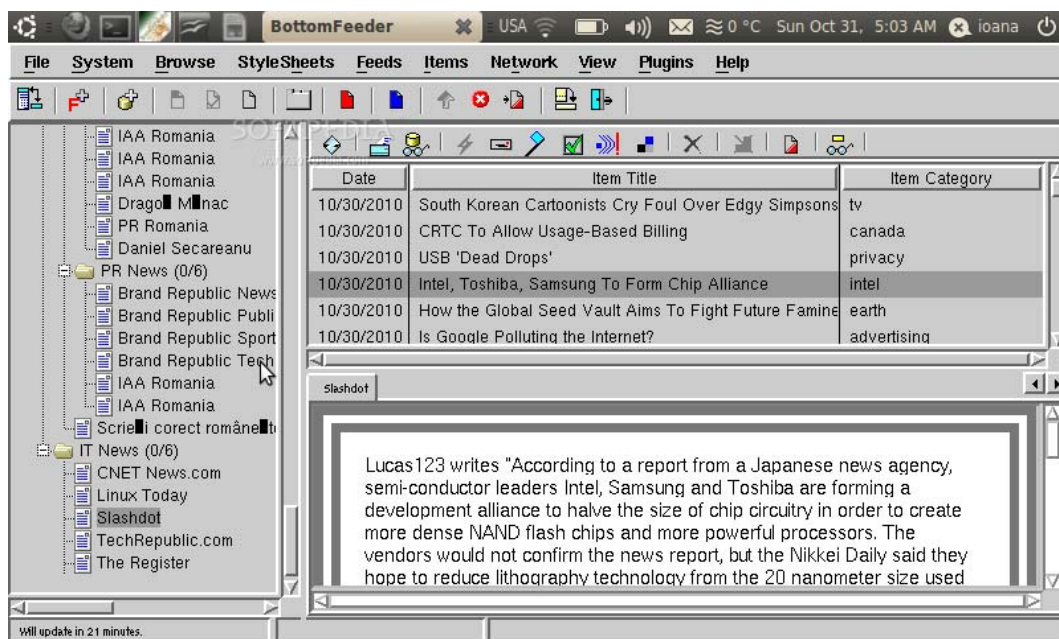 BottomFeeder USA 0 °C Sun Oct 31, 5:03 AM ioana
File System Browse StyleSheets Feeds Items Network View Plugins Help
SOFTPEDIA
IAA Romania
IAA Romania
IAA Romania
PR Romania
Daniel Secareanu
PR News (0/6)
Brand Republic News
Brand Republic Publi
Brand Republic Sport
Brand Republic Tech
IAA Romania
IAA Romania
corect
IT News (0/6)
CNET News.com
Linux Today
Slashdot
TechRepublic.com
The Register
Date Item Title Item Category
10/30/2010 South Korean Cartoonists Cry Foul Over Edgy Simpsons tv
10/30/2010 CRTC To Allow Usage-Based Billing canada
10/30/2010 USB 'Dead Drops' privacy
10/30/2010 Intel, Toshiba, Samsung To Form Chip Alliance intel
10/30/2010 How the Global Seed Vault Aims To Fight Future Famine earth
10/30/2010 Is Google Polluting the Internet? advertising
Slashdot
Lucas123 writes "According to a report from a Japanese news agency,
semi-conductor leaders Intel, Samsung and Toshiba are forming a
development alliance to halve the size of chip circuitry in order to create
more dense NAND flash chips and more powerful processors. The
vendors would not confirm the news report, but the Nikkei Daily said they
hope to reduce lithography technology from the 20 nanometer size used
Will update in 21 minutes.